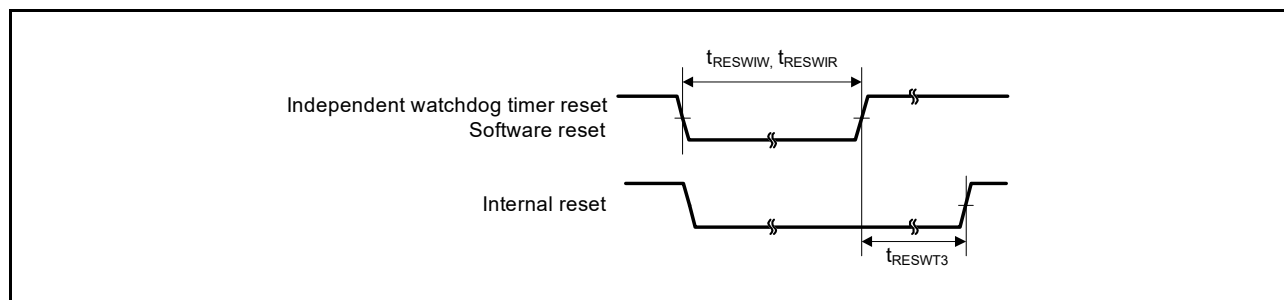 tRESWIW, tRESWIR
Independent watchdog timer reset
Software reset
Internal reset
tRESWT3